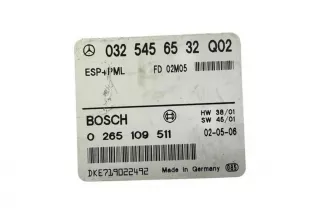 032 545 65 32 Q02
ESP+PML FD 02M05
BOSCH HW 38/01
SW 45/01
0 265 109 511 02-05-06
DKE719022492 Made in Germany